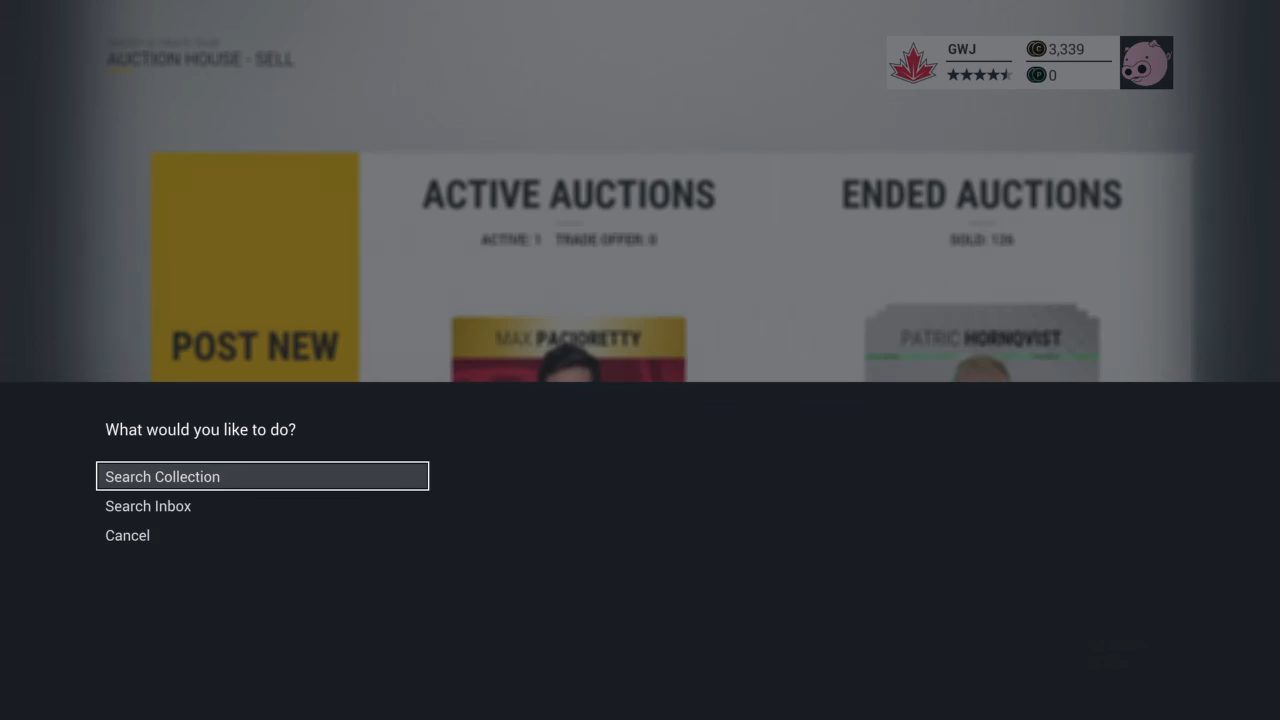 AUCTION HOUSE - SELL
GWJ
3,339
0
ACTIVE AUCTIONS
ENDED AUCTIONS
ACTIVE: 1 TRADE OFFER: 0
SOLD: 126
POST NEW
MAX PACIORETTY
PATRIC HORNQVIST
What would you like to do?
Search Collection
Search Inbox
Cancel